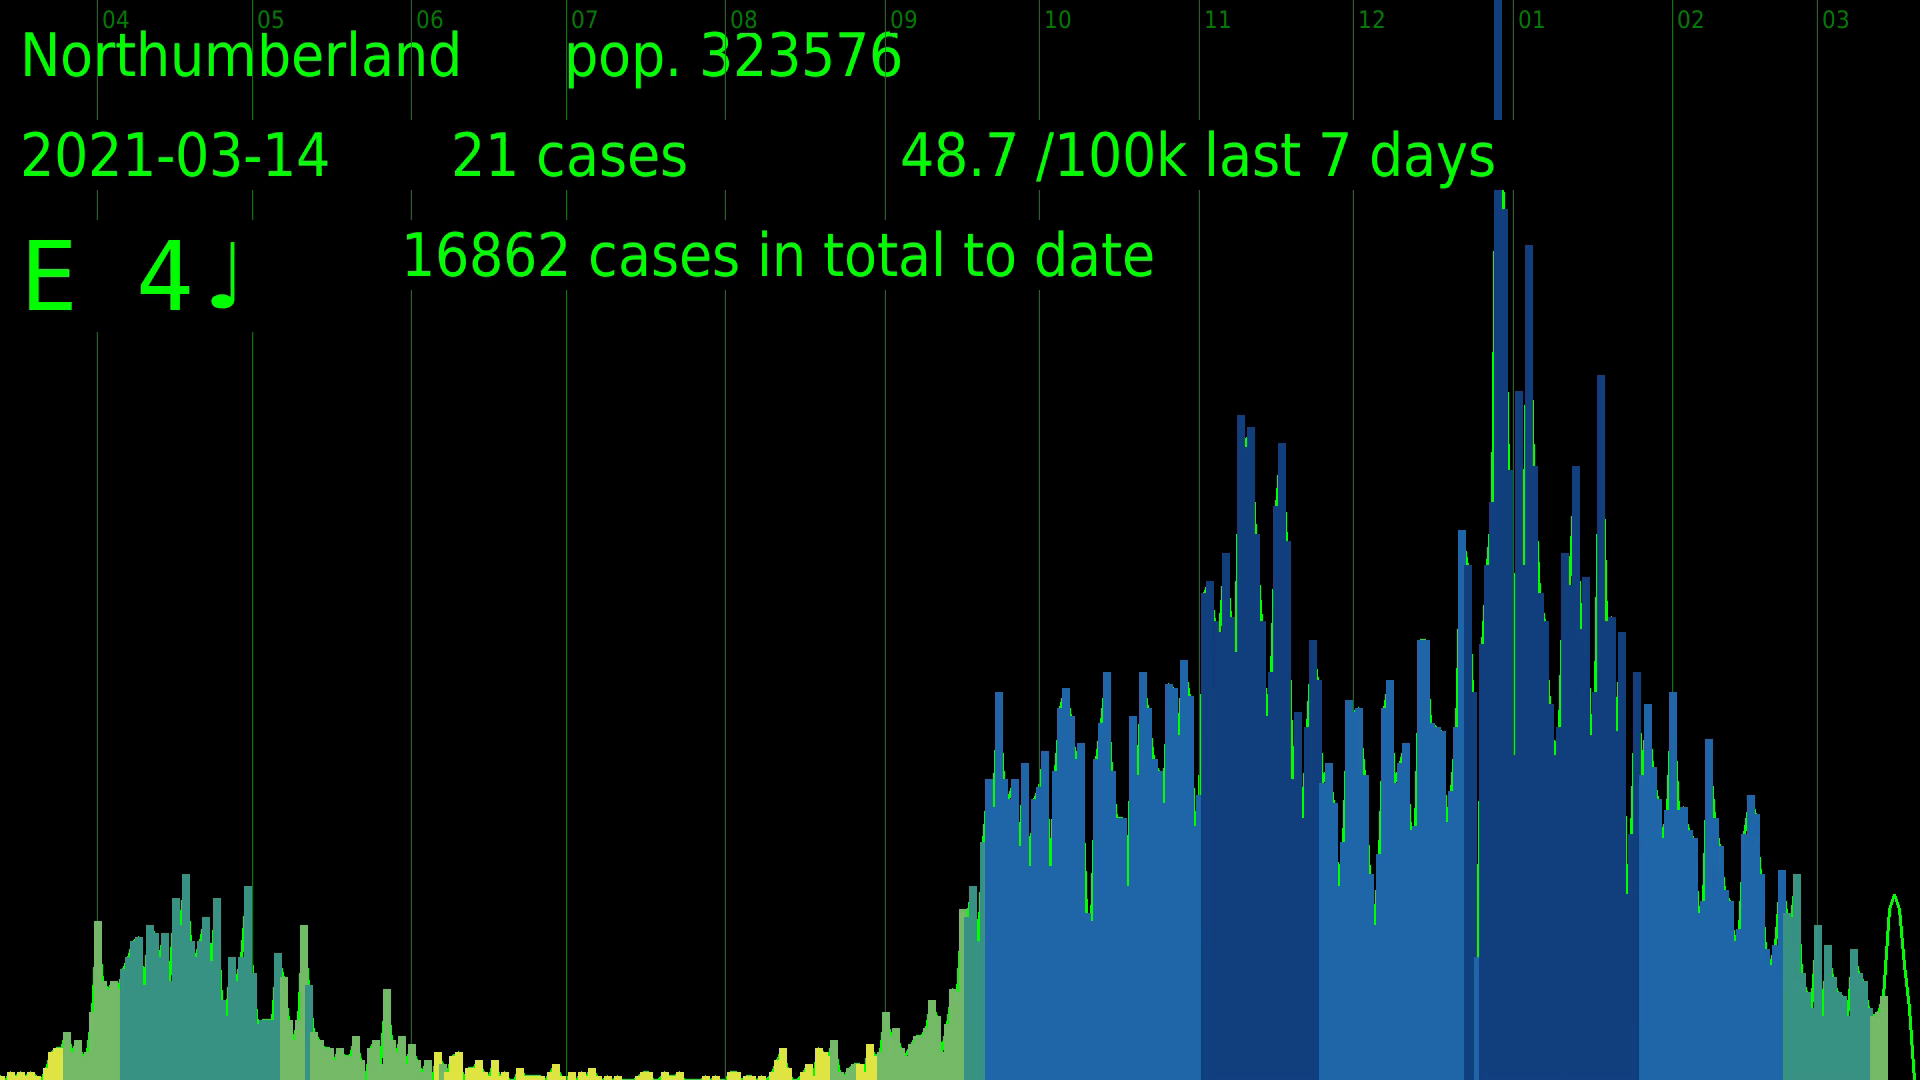 04 05 06 07 08 09 10 11 12 01 02 03
Northumberland pop. 323576
2021-03-14 21 cases 48.7 /100k last 7 days
E 4♩ 16862 cases in total to date